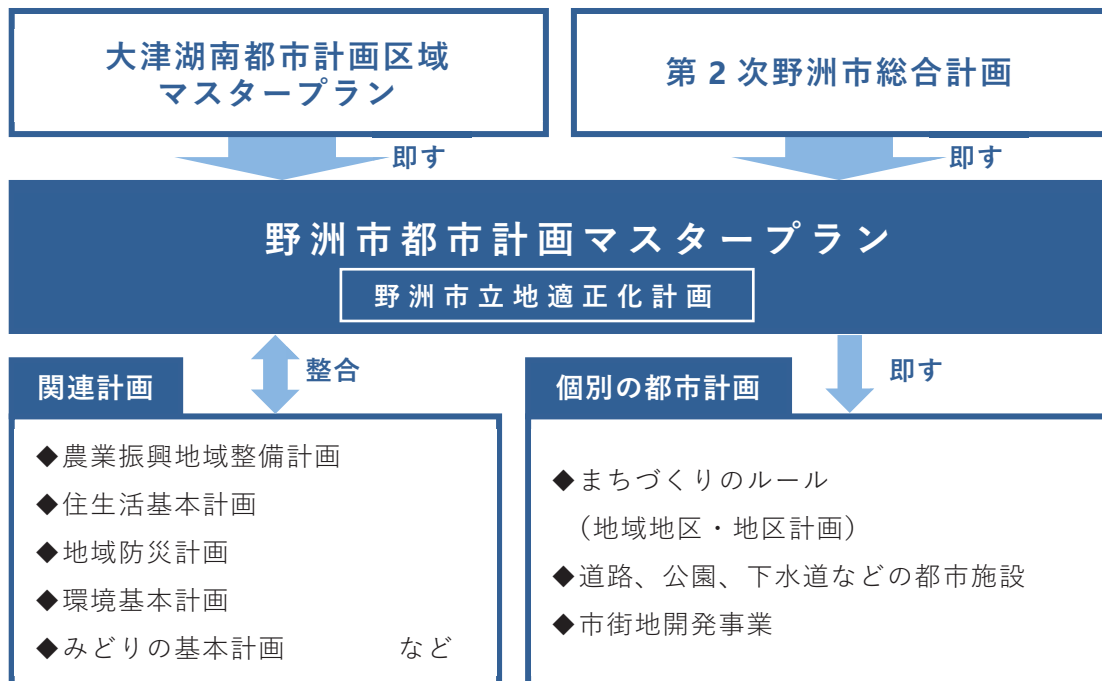 大津湖南都市計画区域
マスタープラン
第2次野洲市総合計画
即す
即す
野洲市都市計画マスタープラン
野洲市立地適正化計画
整合
即す
関連計画
◆農業振興地域整備計画
◆住生活基本計画
◆地域防災計画
◆環境基本計画
◆みどりの基本計画 など
個別の都市計画
◆まちづくりのルール
（地域地区・地区計画）
◆道路、公園、下水道などの都市施設
◆市街地開発事業